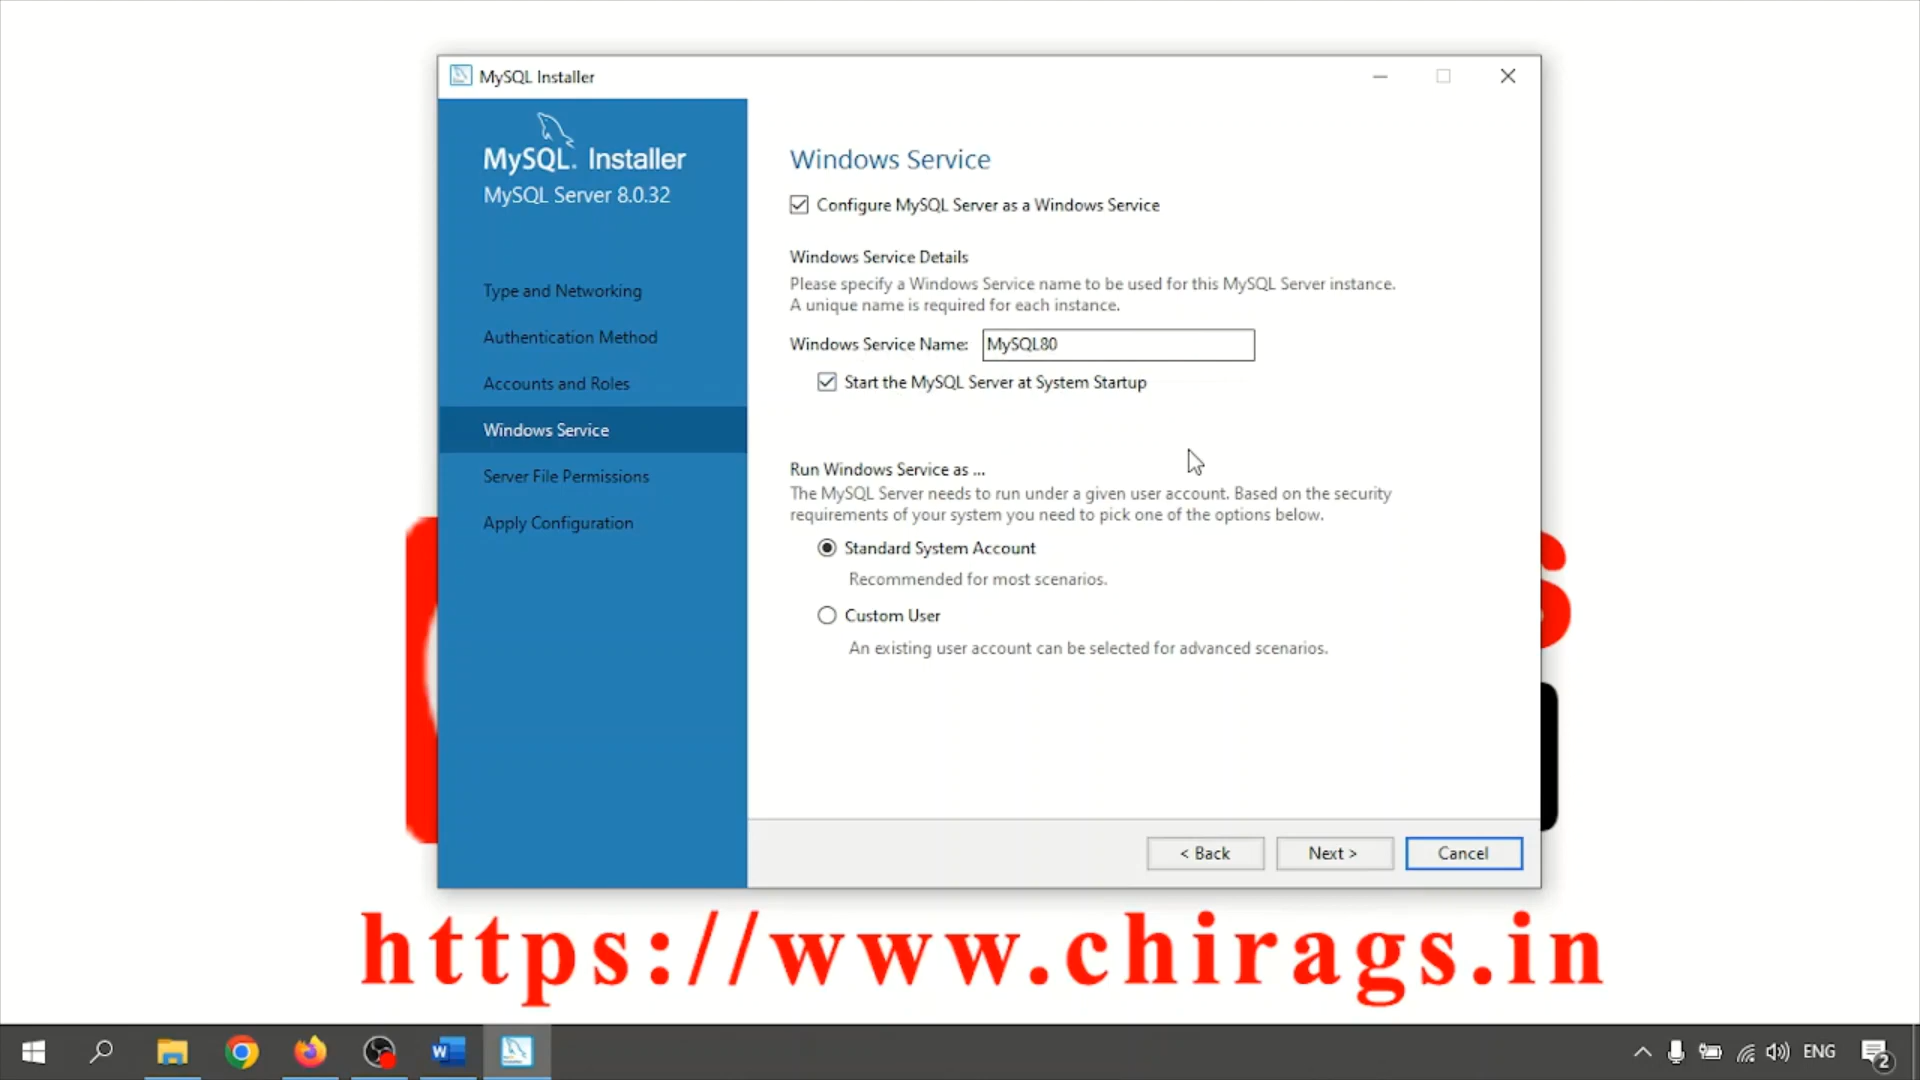 MySQL Installer
MySQL. Installer
MySQL Server 8.0.32
Type and Networking
Authentication Method
Accounts and Roles
Windows Service
Server File Permissions
Apply Configuration
Windows Service
Configure MySQL Server as a Windows Service
Windows Service Details
Please specify a Windows Service name to be used for this MySQL Server instance.
A unique name is required for each instance.
Windows Service Name: MySQL80
Start the MySQL Server at System Startup
Run Windows Service as ...
The MySQL Server needs to run under a given user account. Based on the security
requirements of your system you need to pick one of the options below.
Standard System Account
Recommended for most scenarios.
Custom User
An existing user account can be selected for advanced scenarios.
< Back Next > Cancel
https://www.chirags.in
W ENG 2